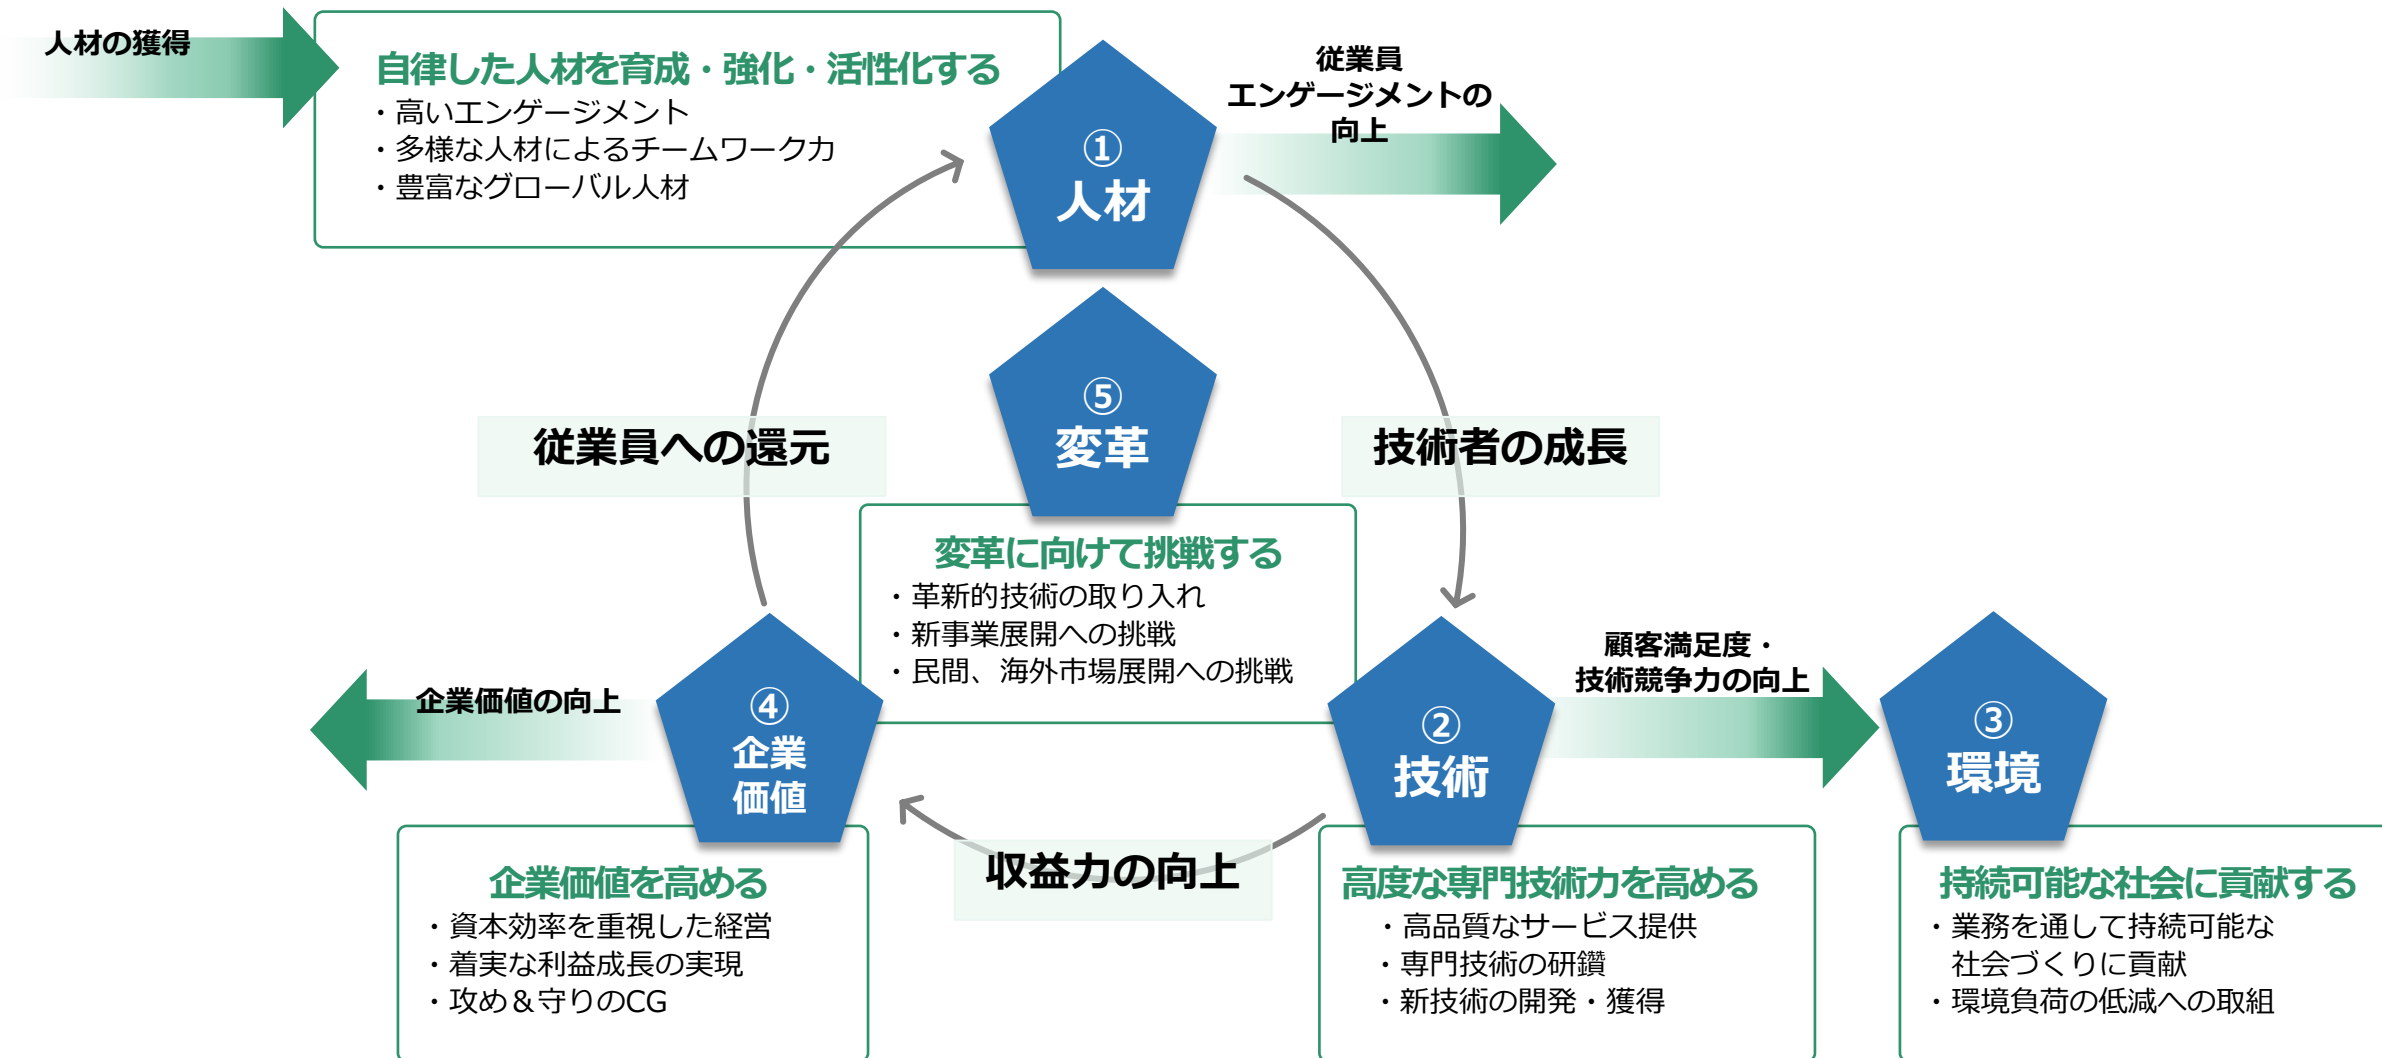 人材の獲得
自律した人材を育成・強化・活性化する
・高いエンゲージメント
・多様な人材によるチームワーク力
・豊富なグローバル人材
①
人材
従業員
エンゲージメントの
向上
⑤
変革
従業員への還元
技術者の成長
変革に向けて挑戦する
・革新的技術の取り入れ
・新事業展開への挑戦
・民間、海外市場展開への挑戦
企業価値の向上
④
企業
価値
②
技術
顧客満足度・
技術競争力の向上
③
環境
収益力の向上
企業価値を高める
・資本効率を重視した経営
・着実な利益成長の実現
・攻め＆守りのCG
高度な専門技術力を高める
・高品質なサービス提供
・専門技術の研鑽
・新技術の開発・獲得
持続可能な社会に貢献する
・業務を通して持続可能な
社会づくりに貢献
・環境負荷の低減への取組